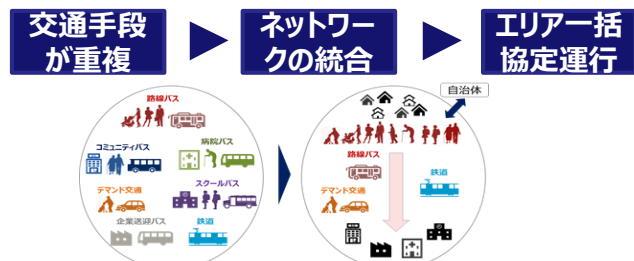 交通手段
が重複
ネットワー
クの統合
エリア一括
協定運行
自治体
路線バス
コミュニティバス
病院バス
デマンド交通
スクールバス
企業送迎バス
鉄道
路線バス
鉄道
デマンド交通